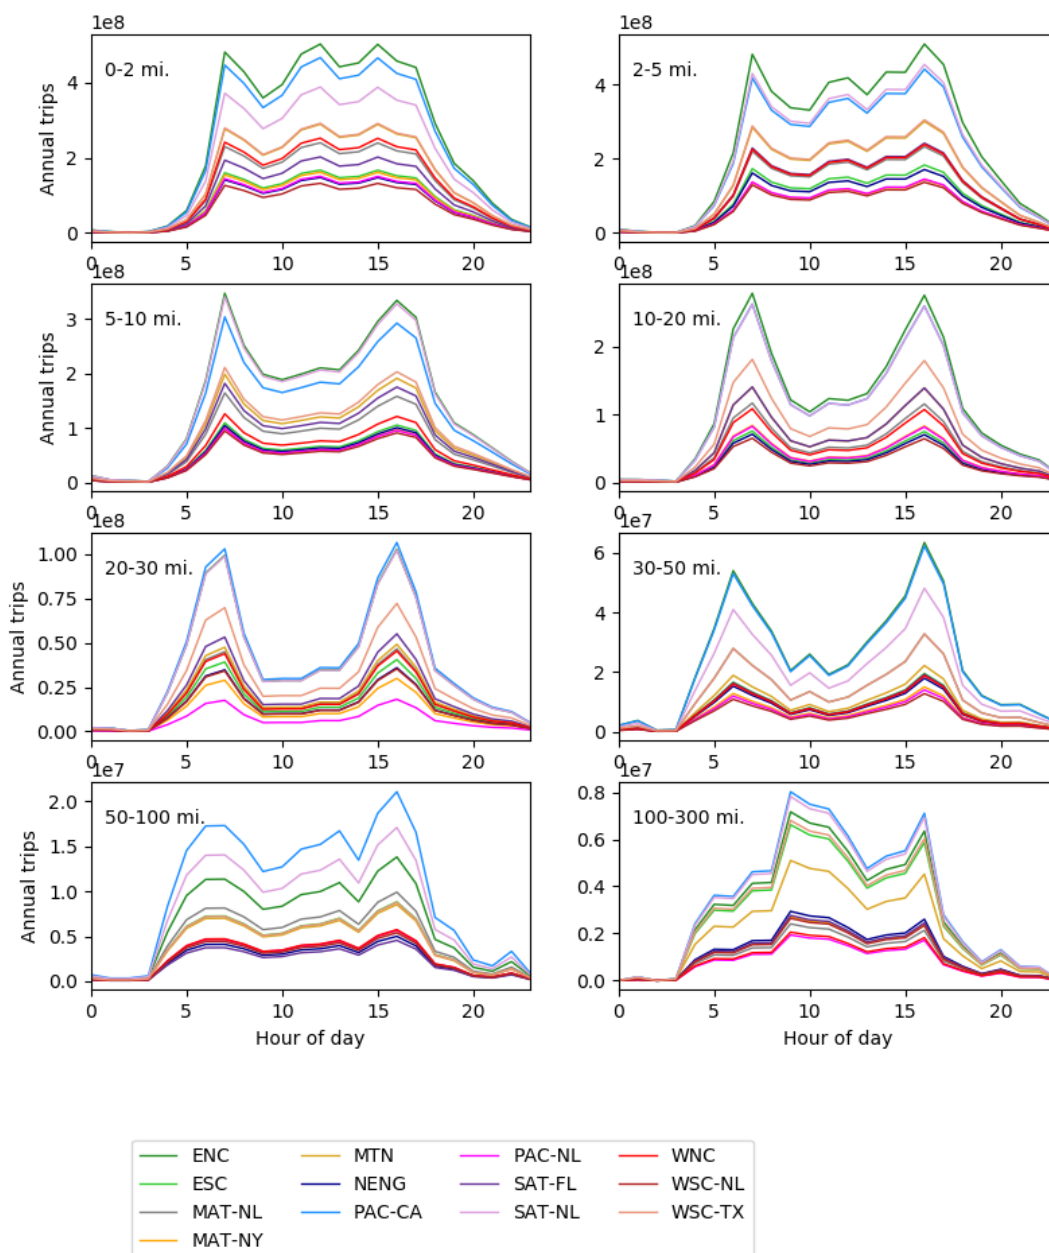 1e8
1e8
0-2 mi.
2-5 mi.
Annual trips
4
2
0
4
2
0
0 5 10 15 20
0 5 10 15 20
1e8
1e8
5-10 mi.
10-20 mi.
Annual trips
3
2
1
0
2
1
0
0 5 10 15 20
0 5 10 15 20
1e8
1e7
20-30 mi.
30-50 mi.
Annual trips
1.00
0.75
0.50
0.25
0.00
6
4
2
0
0 5 10 15 20
0 5 10 15 20
1e7
1e7
50-100 mi.
100-300 mi.
Annual trips
2.0
1.5
1.0
0.5
0.0
0.8
0.6
0.4
0.2
0.0
0 5 10 15 20
0 5 10 15 20
Hour of day
Hour of day
ENC MTN PAC-NL WNC
ESC NENG SAT-FL WSC-NL
MAT-NL PAC-CA SAT-NL WSC-TX
MAT-NY